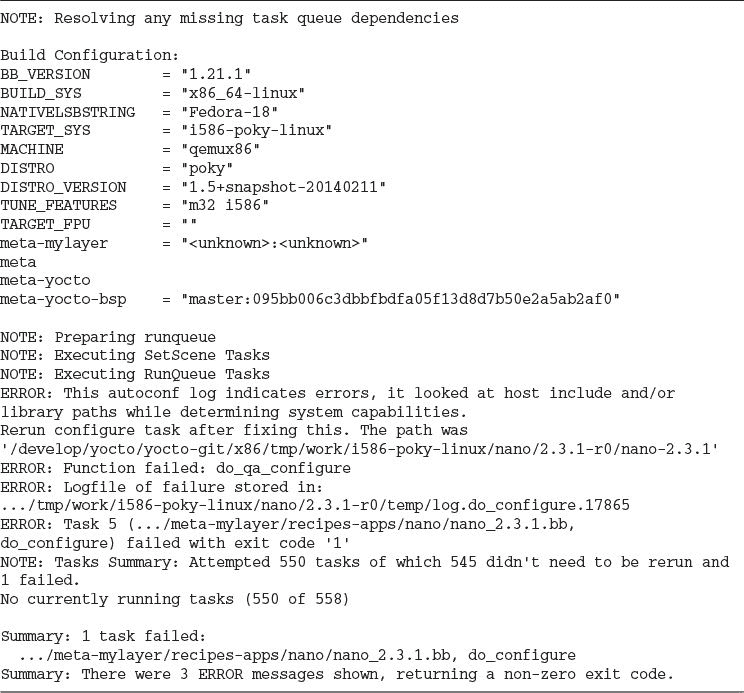 NOTE: Resolving any missing task queue dependencies
Build Configuration:
BB_VERSION = "1.21.1"
BUILD_SYS = "x86_64-linux"
NATIVELSBSTRING = "Fedora-18"
TARGET_SYS = "i586-poky-linux"
MACHINE = "qemux86"
DISTRO = "poky"
DISTRO_VERSION = "1.5+snapshot-20140211"
TUNE_FEATURES = "m32 i586"
TARGET_FPU = ""
meta-mylayer = "<unknown>:<unknown>"
meta
meta-yocto
meta-yocto-bsp = "master:095bb006c3dbbfbdfa05f13d8d7b50e2a5ab2af0"
NOTE: Preparing runqueue
NOTE: Executing SetScene Tasks
NOTE: Executing RunQueue Tasks
ERROR: This autoconf log indicates errors, it looked at host include and/or
library paths while determining system capabilities.
Rerun configure task after fixing this. The path was
'/develop/yocto/yocto-git/x86/tmp/work/i586-poky-linux/nano/2.3.1-r0/nano-2.3.1'
ERROR: Function failed: do_qa_configure
ERROR: Logfile of failure stored in:
.../tmp/work/i586-poky-linux/nano/2.3.1-r0/temp/log.do_configure.17865
ERROR: Task 5 (.../meta-mylayer/recipes-apps/nano/nano_2.3.1.bb,
do_configure) failed with exit code '1'
NOTE: Tasks Summary: Attempted 550 tasks of which 545 didn't need to be rerun and
1 failed.
No currently running tasks (550 of 558)
Summary: 1 task failed:
.../meta-mylayer/recipes-apps/nano/nano_2.3.1.bb, do_configure
Summary: There were 3 ERROR messages shown, returning a non-zero exit code.